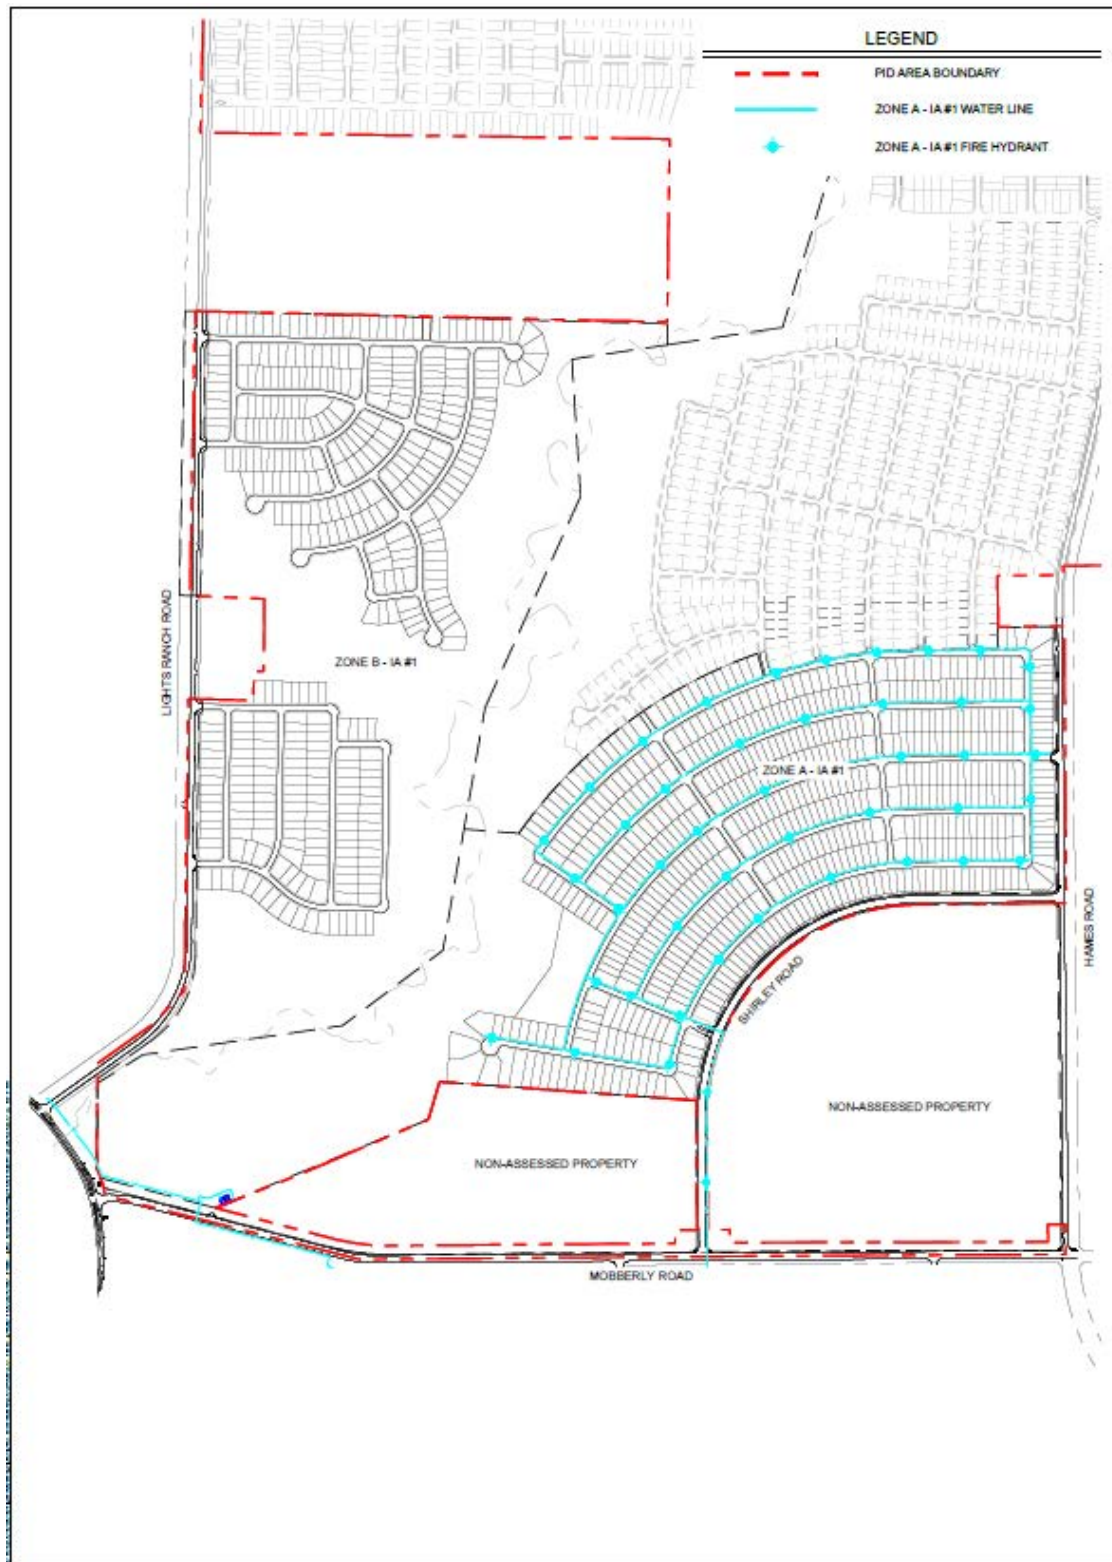 LEGEND
PID AREA BOUNDARY
ZONE A - IA #1 WATER LINE
ZONE A - IA #1 FIRE HYDRANT
LIGHTS RANCH ROAD
ZONE B - IA #1
ZONE A - IA #1
HAMES ROAD
SHIRLEY ROAD
NON-ASSESSED PROPERTY
NON-ASSESSED PROPERTY
MOBBERLY ROAD